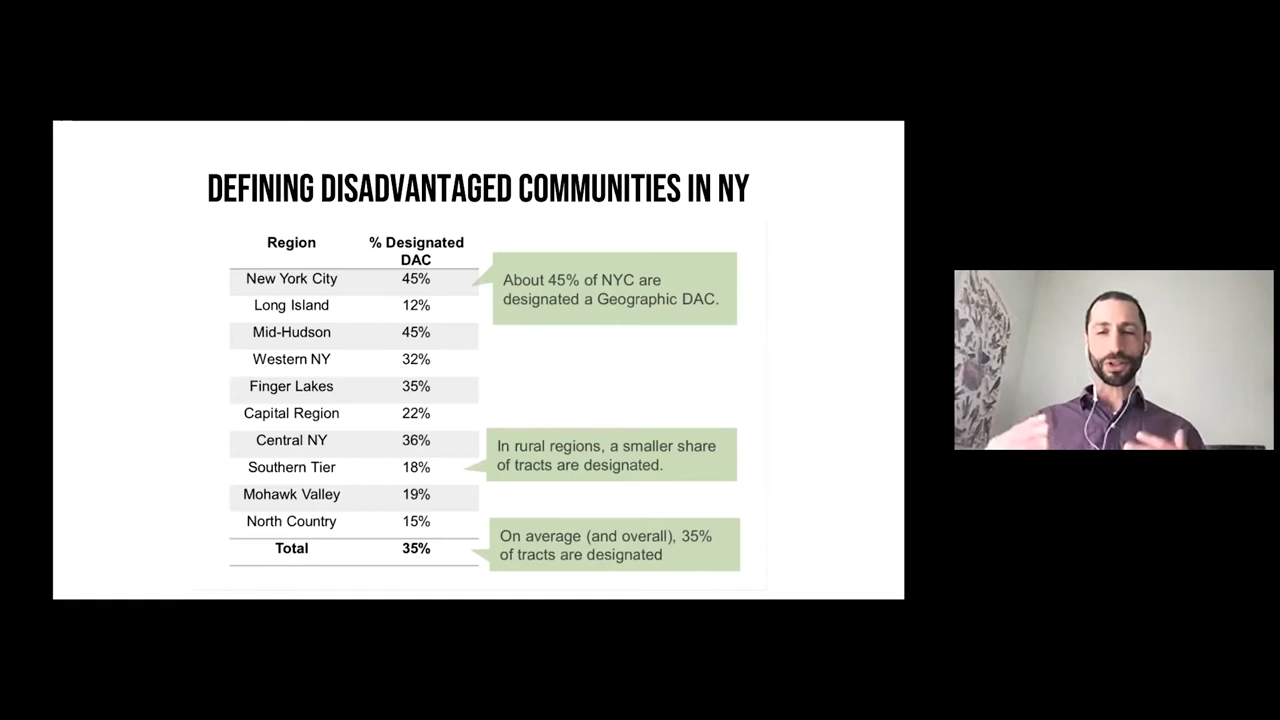 DEFINING DISADVANTAGED COMMUNITIES IN NY
Region % Designated DAC
New York City 45%
Long Island 12%
Mid-Hudson 45%
Western NY 32%
Finger Lakes 35%
Capital Region 22%
Central NY 36%
Southern Tier 18%
Mohawk Valley 19%
North Country 15%
Total 35%
About 45% of NYC are
designated a Geographic DAC.
In rural regions, a smaller share
of tracts are designated.
On average (and overall), 35%
of tracts are designated